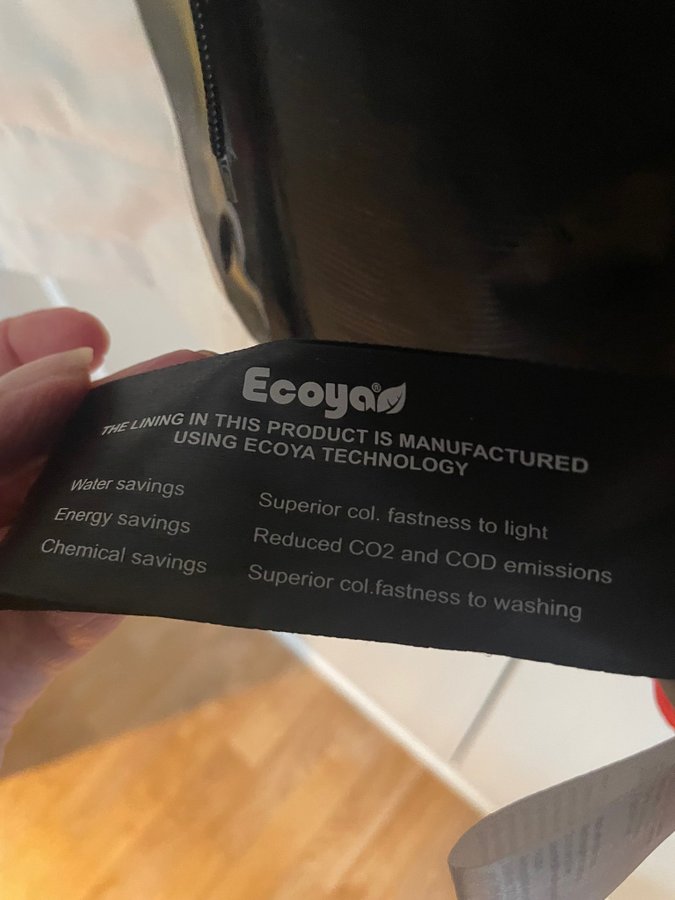 Ecoya®
THE LINING IN THIS PRODUCT IS MANUFACTURED
USING ECOYA TECHNOLOGY
Water savings
Energy savings
Chemical savings
Superior col. fastness to light
Reduced CO2 and COD emissions
Superior col.fastness to washing